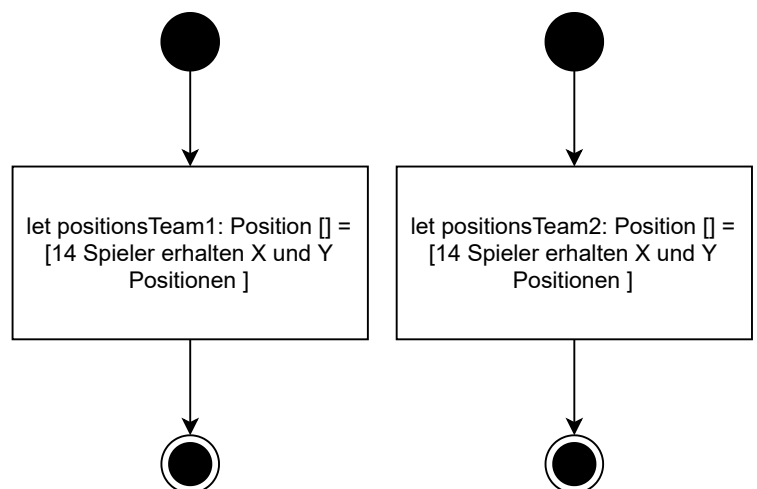 let positionsTeam1: Position [] =
[14 Spieler erhalten X und Y
Positionen ]
let positionsTeam2: Position [] =
[14 Spieler erhalten X und Y
Positionen ]